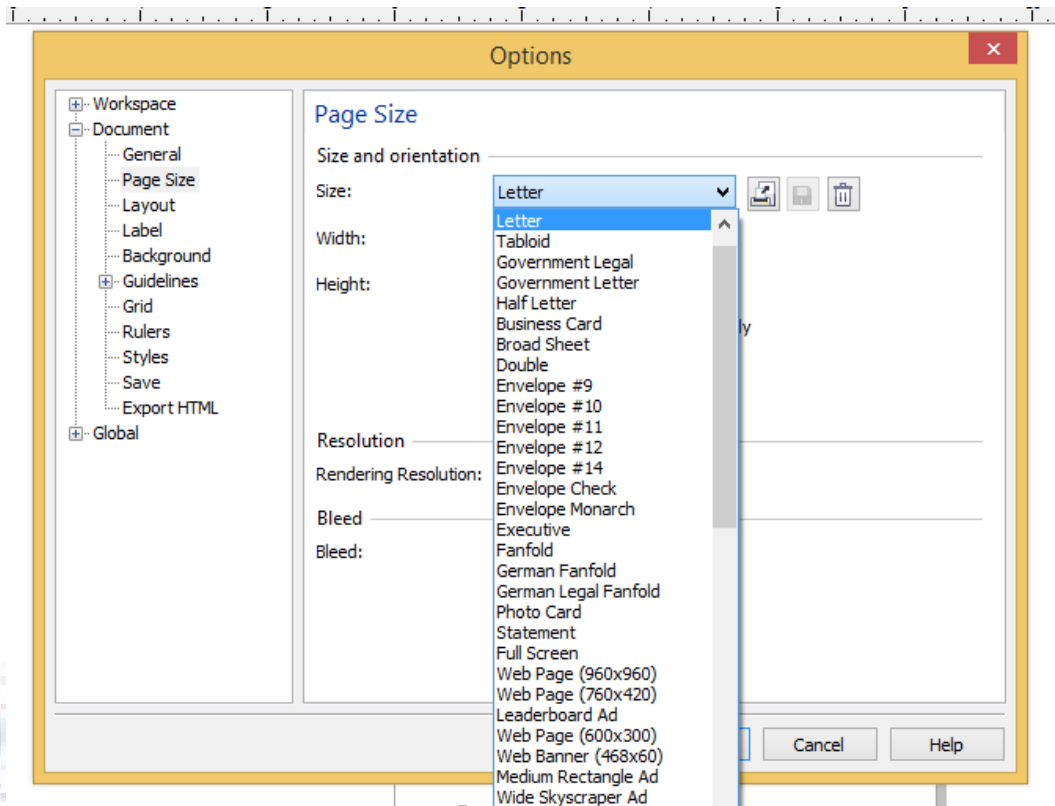 Options
Workspace
Document
General
Page Size
Layout
Label
Background
Guidelines
Grid
Rulers
Styles
Save
Export HTML
Global
Page Size
Size and orientation
Size:
Letter
Width:
Height:
Letter
Tabloid
Government Legal
Government Letter
Half Letter
Business Card
Broad Sheet
Double
Envelope #9
Envelope #10
Envelope #11
Envelope #12
Envelope #14
Envelope Check
Envelope Monarch
Executive
Fanfold
German Fanfold
German Legal Fanfold
Photo Card
Statement
Full Screen
Web Page (960x960)
Web Page (760x420)
Leaderboard Ad
Web Page (600x300)
Web Banner (468x60)
Medium Rectangle Ad
Wide Skyscraper Ad
ly
Resolution
Rendering Resolution:
Bleed
Bleed:
Cancel
Help